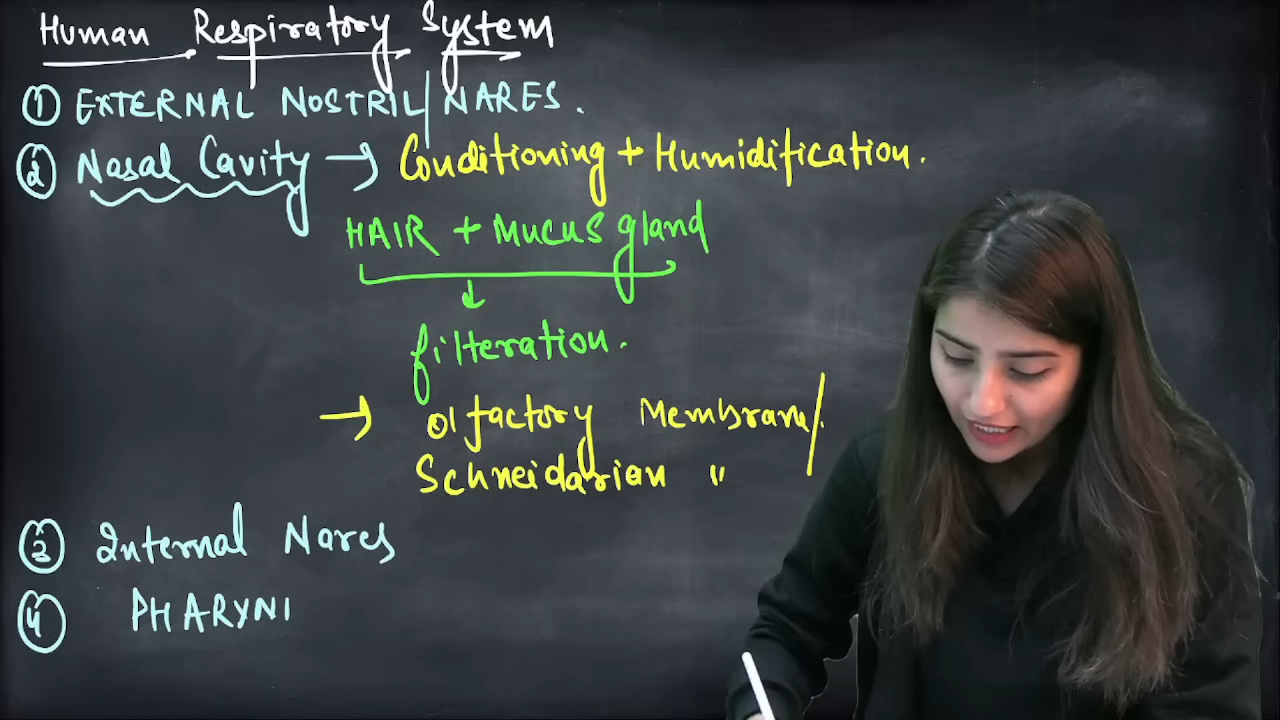 Human Respiratory System
① EXTERNAL NOSTRIL/NARES.
② Nasal Cavity → Conditioning + Humidification.
HAIR + Mucus gland
↓
filteration.
→ Olfactory Membrane/
Schneidarian "
③ Internal Nares
④ PHARYNI